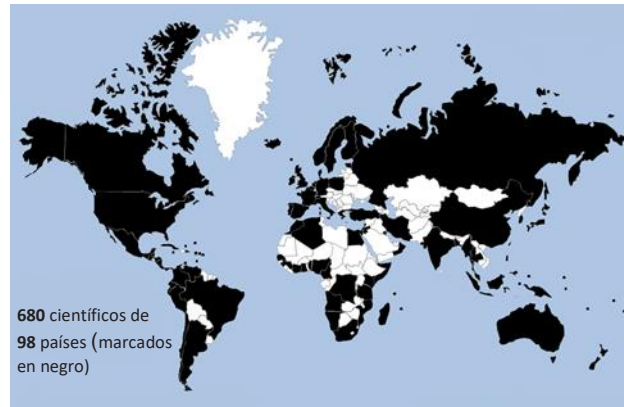 680 científicos de
98 países (marcados
en negro)